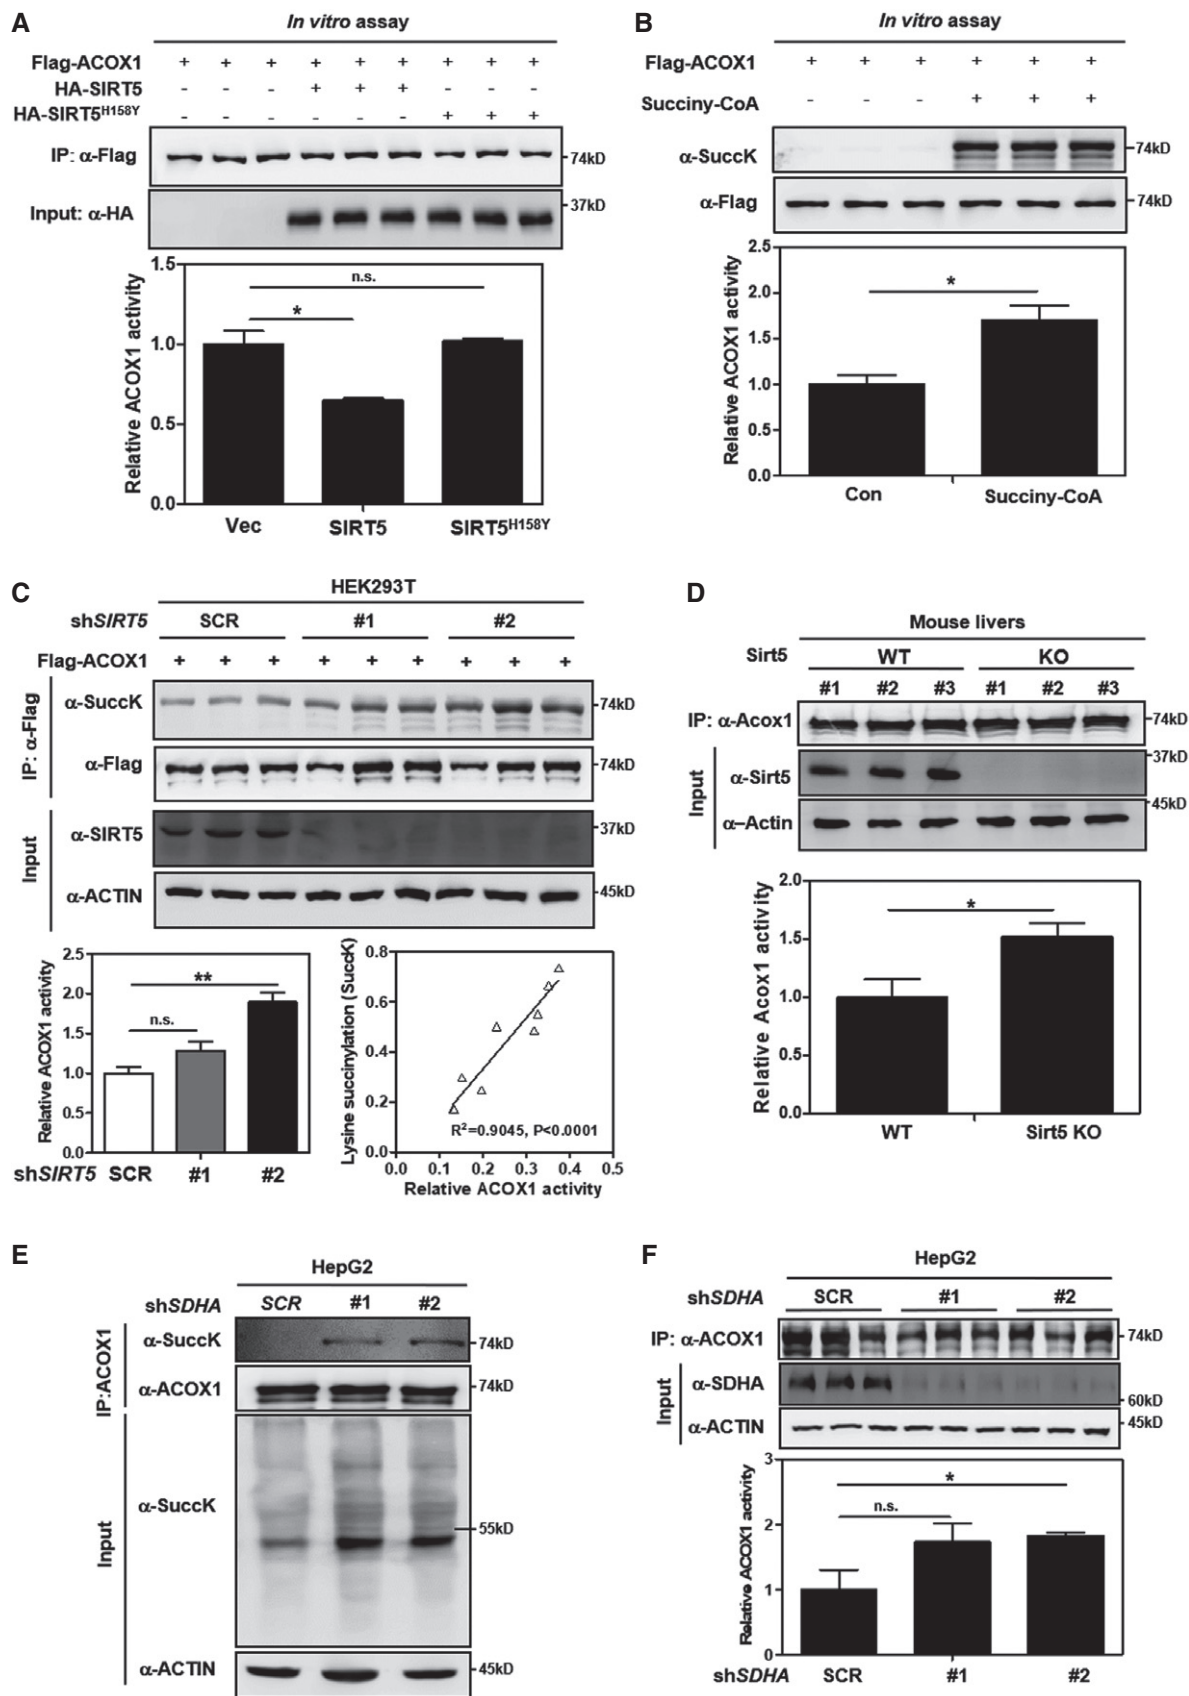 A
In vitro assay
Flag-ACOX1 + + + + + + + + +
HA-SIRT5 - - - + + + - - -
HA-SIRT5H158Y - - - - - - + + +
IP: α-Flag
74kD
Input: α-HA
37kD
Relative ACOX1 activity
1.5
1.0
0.5
0.0
n.s.
*
Vec SIRT5 SIRT5H158Y
B
In vitro assay
Flag-ACOX1 + + + + + +
Succiny-CoA - - - + + +
α-SuccK
74kD
α-Flag
74kD
Relative ACOX1 activity
2.5
2.0
1.5
1.0
0.5
0.0
*
Con Succiny-CoA
C
HEK293T
shSIRT5 SCR #1 #2
Flag-ACOX1 + + + + + + + + +
IP: α-Flag
α-SuccK
74kD
α-Flag
74kD
Input
α-SIRT5
37kD
α-ACTIN
45kD
Relative ACOX1 activity
2.5
2.0
1.5
1.0
0.5
0.0
**
n.s.
shSIRT5 SCR #1 #2
Lysine succinylation (SuccK)
0.8
0.6
0.4
0.2
0.0
R2=0.9045, P<0.0001
0.0 0.1 0.2 0.3 0.4 0.5
Relative ACOX1 activity
D
Mouse livers
Sirt5 WT KO
#1 #2 #3 #1 #2 #3
IP: α-Acox1
74kD
Input
α-Sirt5
37kD
α–Actin
45kD
Relative Acox1 activity
2.0
1.5
1.0
0.5
0.0
*
WT Sirt5 KO
E
HepG2
shSDHA SCR #1 #2
IP:ACOX1
α-SuccK
74kD
α-ACOX1
74kD
Input
α-SuccK
55kD
α-ACTIN
45kD
F
HepG2
shSDHA SCR #1 #2
IP: α-ACOX1
74kD
Input
α-SDHA
60kD
α-ACTIN
45kD
Relative ACOX1 activity
3
2
1
0
*
n.s.
shSDHA SCR #1 #2